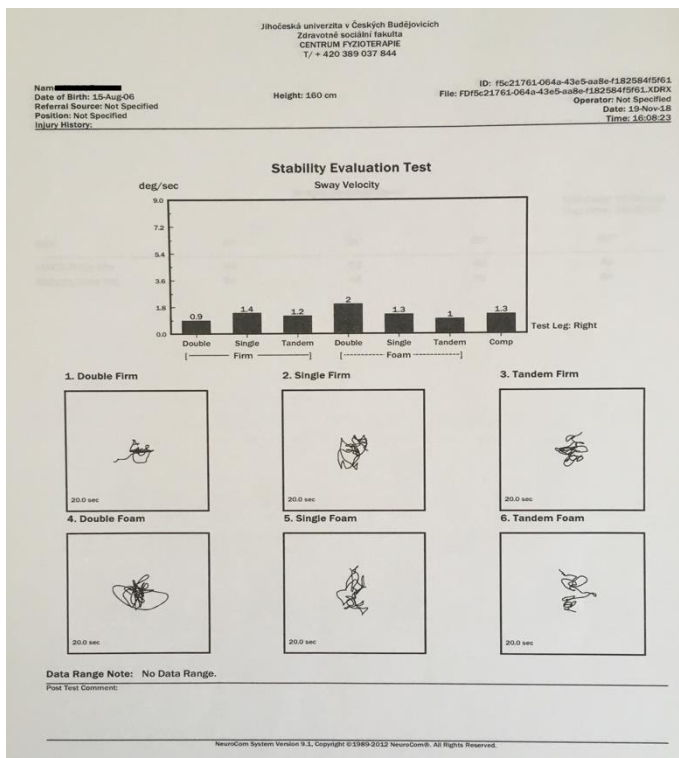 Jihočeská univerzita v Českých Budějovicích
Zdravotně sociální fakulta
CENTRUM FYZIOTERAPIE
T/ + 420 389 037 844
ID: f5c21761-064a-43e5-aa8e-f182584f5f61
Name
File: FDf5c21761-064a-43e5-aa8e-f182584f5f61.XDRX
Date of Birth: 15-Aug-06
Height: 160 cm
Operator: Not Specified
Referral Source: Not Specified
Date: 19-Nov-18
Position: Not Specified
Time: 16:08:23
Injury History:
Stability Evaluation Test
deg/sec
Sway Velocity
9.0
7.2
5.4
3.6
1.8
0.0
0.9 1.4 1.2 2 1.3 1 1.3
Test Leg: Right
Double Single Tandem Double Single Tandem Comp
[ Firm ] [ Foam ]
1. Double Firm
2. Single Firm
3. Tandem Firm
20.0 sec
20.0 sec
20.0 sec
4. Double Foam
5. Single Foam
6. Tandem Foam
20.0 sec
20.0 sec
20.0 sec
Data Range Note: No Data Range.
Post Test Comment:
NeuroCom System Version 9.1, Copyright ©1989-2012 NeuroCom®. All Rights Reserved.